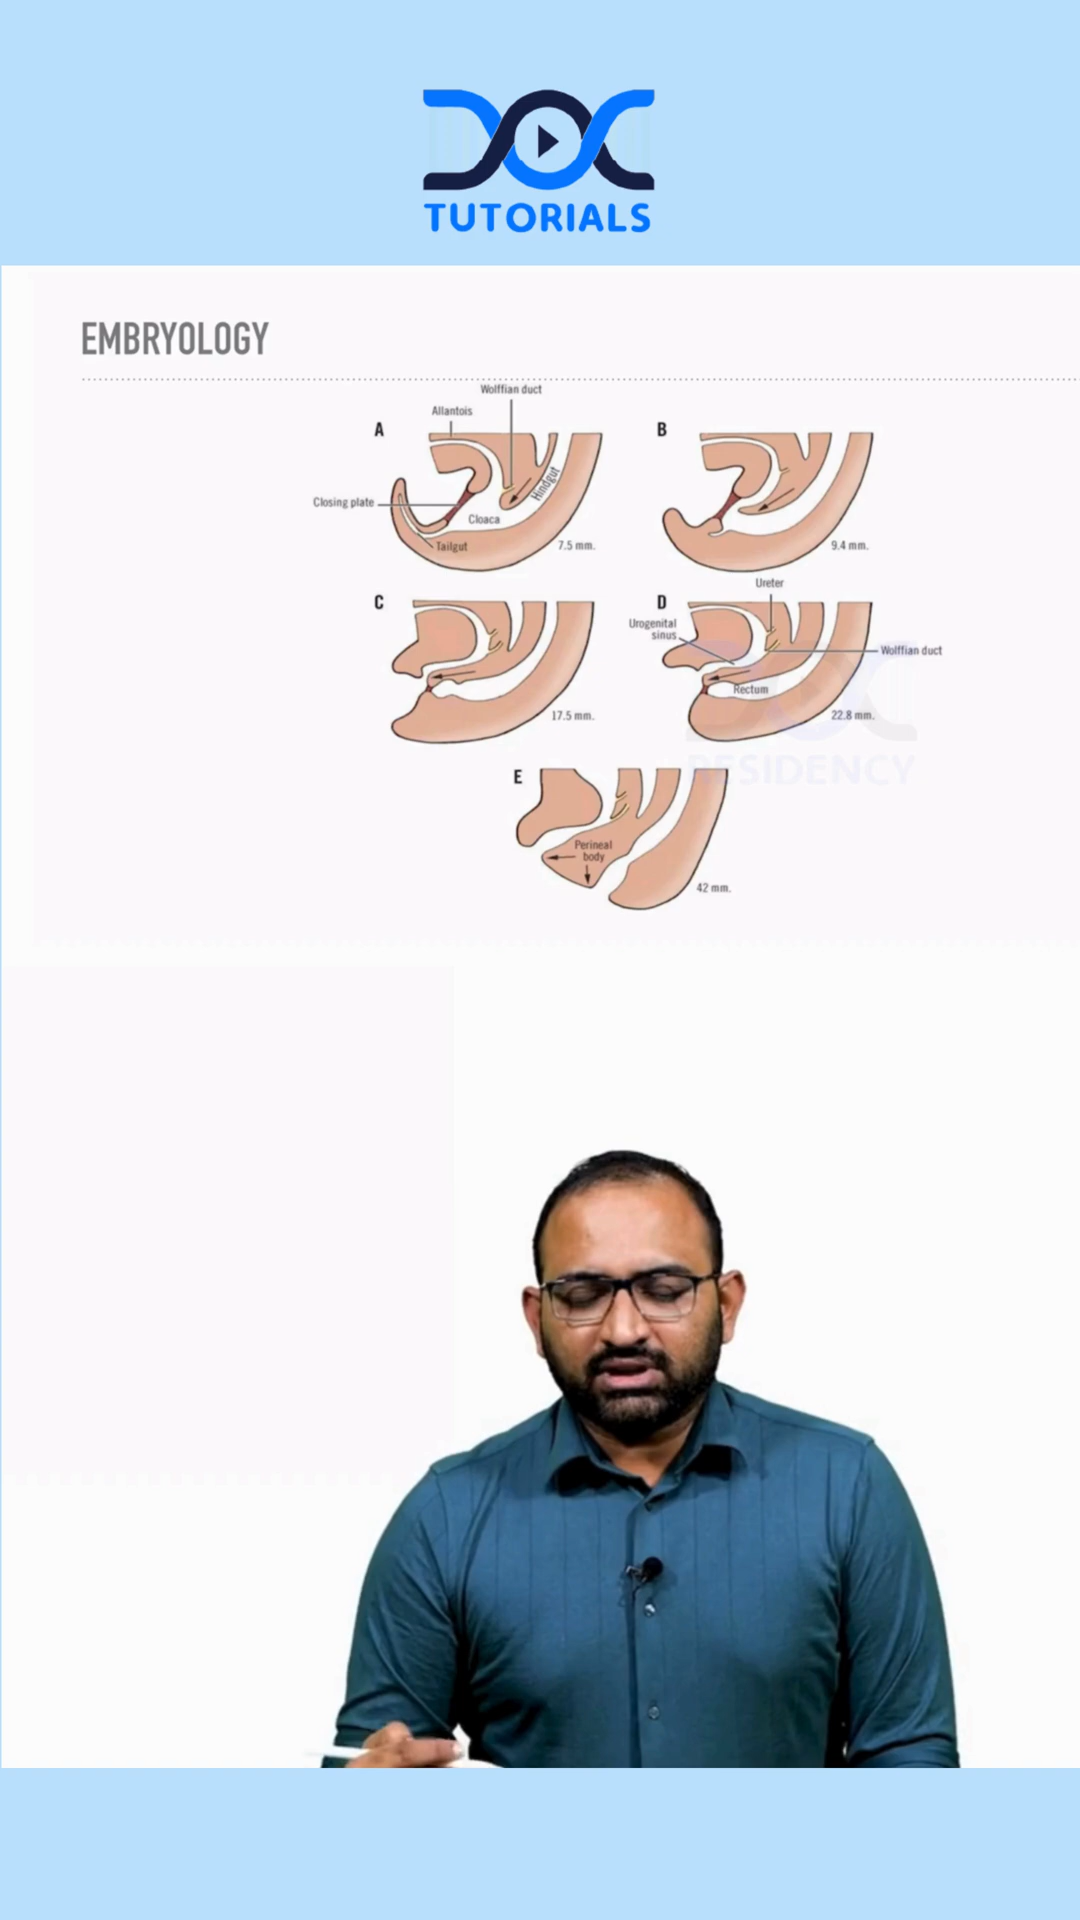 DOC
TUTORIALS
EMBRYOLOGY
Wolffian duct
Allantois
A
B
Closing plate
Hindgut
Cloaca
Tailgut
7.5 mm.
9.4 mm.
Ureter
C
D
Urogenital
sinus
Wolffian duct
Rectum
17.5 mm.
22.8 mm.
RESIDENCY
E
Perineal
body
42 mm.